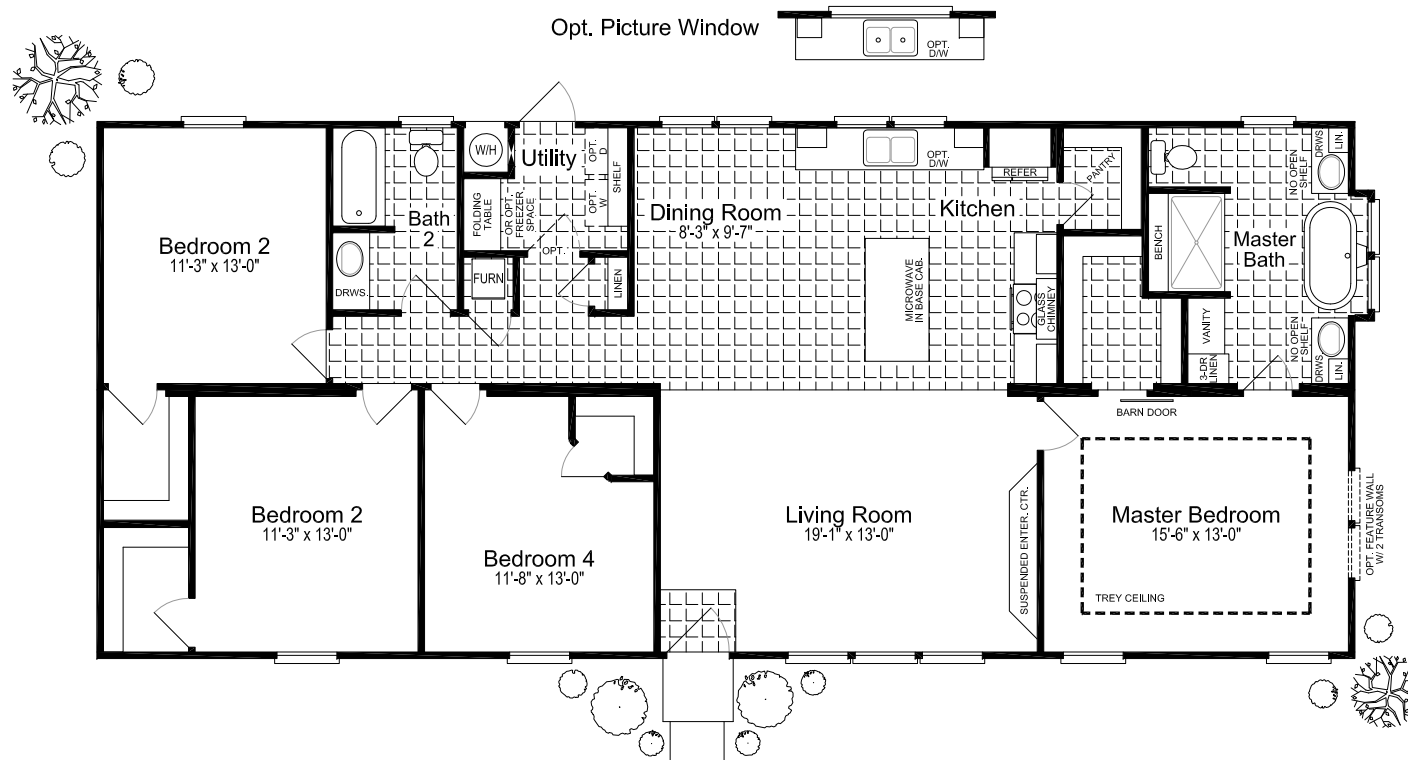 Opt. Picture Window
OPT.
D/W
W/H
Utility
OPT.
D
H
OPT.
W
SHELF
FOLDING
TABLE
OR OPT.
FREEZER
SPACE
OPT.
Bath
2
DRWS.
FURN
LINEN
Bedroom 2
11'-3" x 13'-0"
Dining Room
8'-3" x 9'-7"
OPT.
D/W
REFER
Kitchen
PANTRY
MICROWAVE
IN BASE CAB.
GLASS
CHIMNEY
BENCH
Master
Bath
NO OPEN
SHELF
DRWS
LIN.
VANITY
3-DR
LINEN
NO OPEN
SHELF
DRWS
LIN.
BARN DOOR
Bedroom 2
11'-3" x 13'-0"
Bedroom 4
11'-8" x 13'-0"
Living Room
19'-1" x 13'-0"
SUSPENDED ENTER. CTR.
Master Bedroom
15'-6" x 13'-0"
TREY CEILING
OPT. FEATURE WALL
W/ 2 TRANSOMS